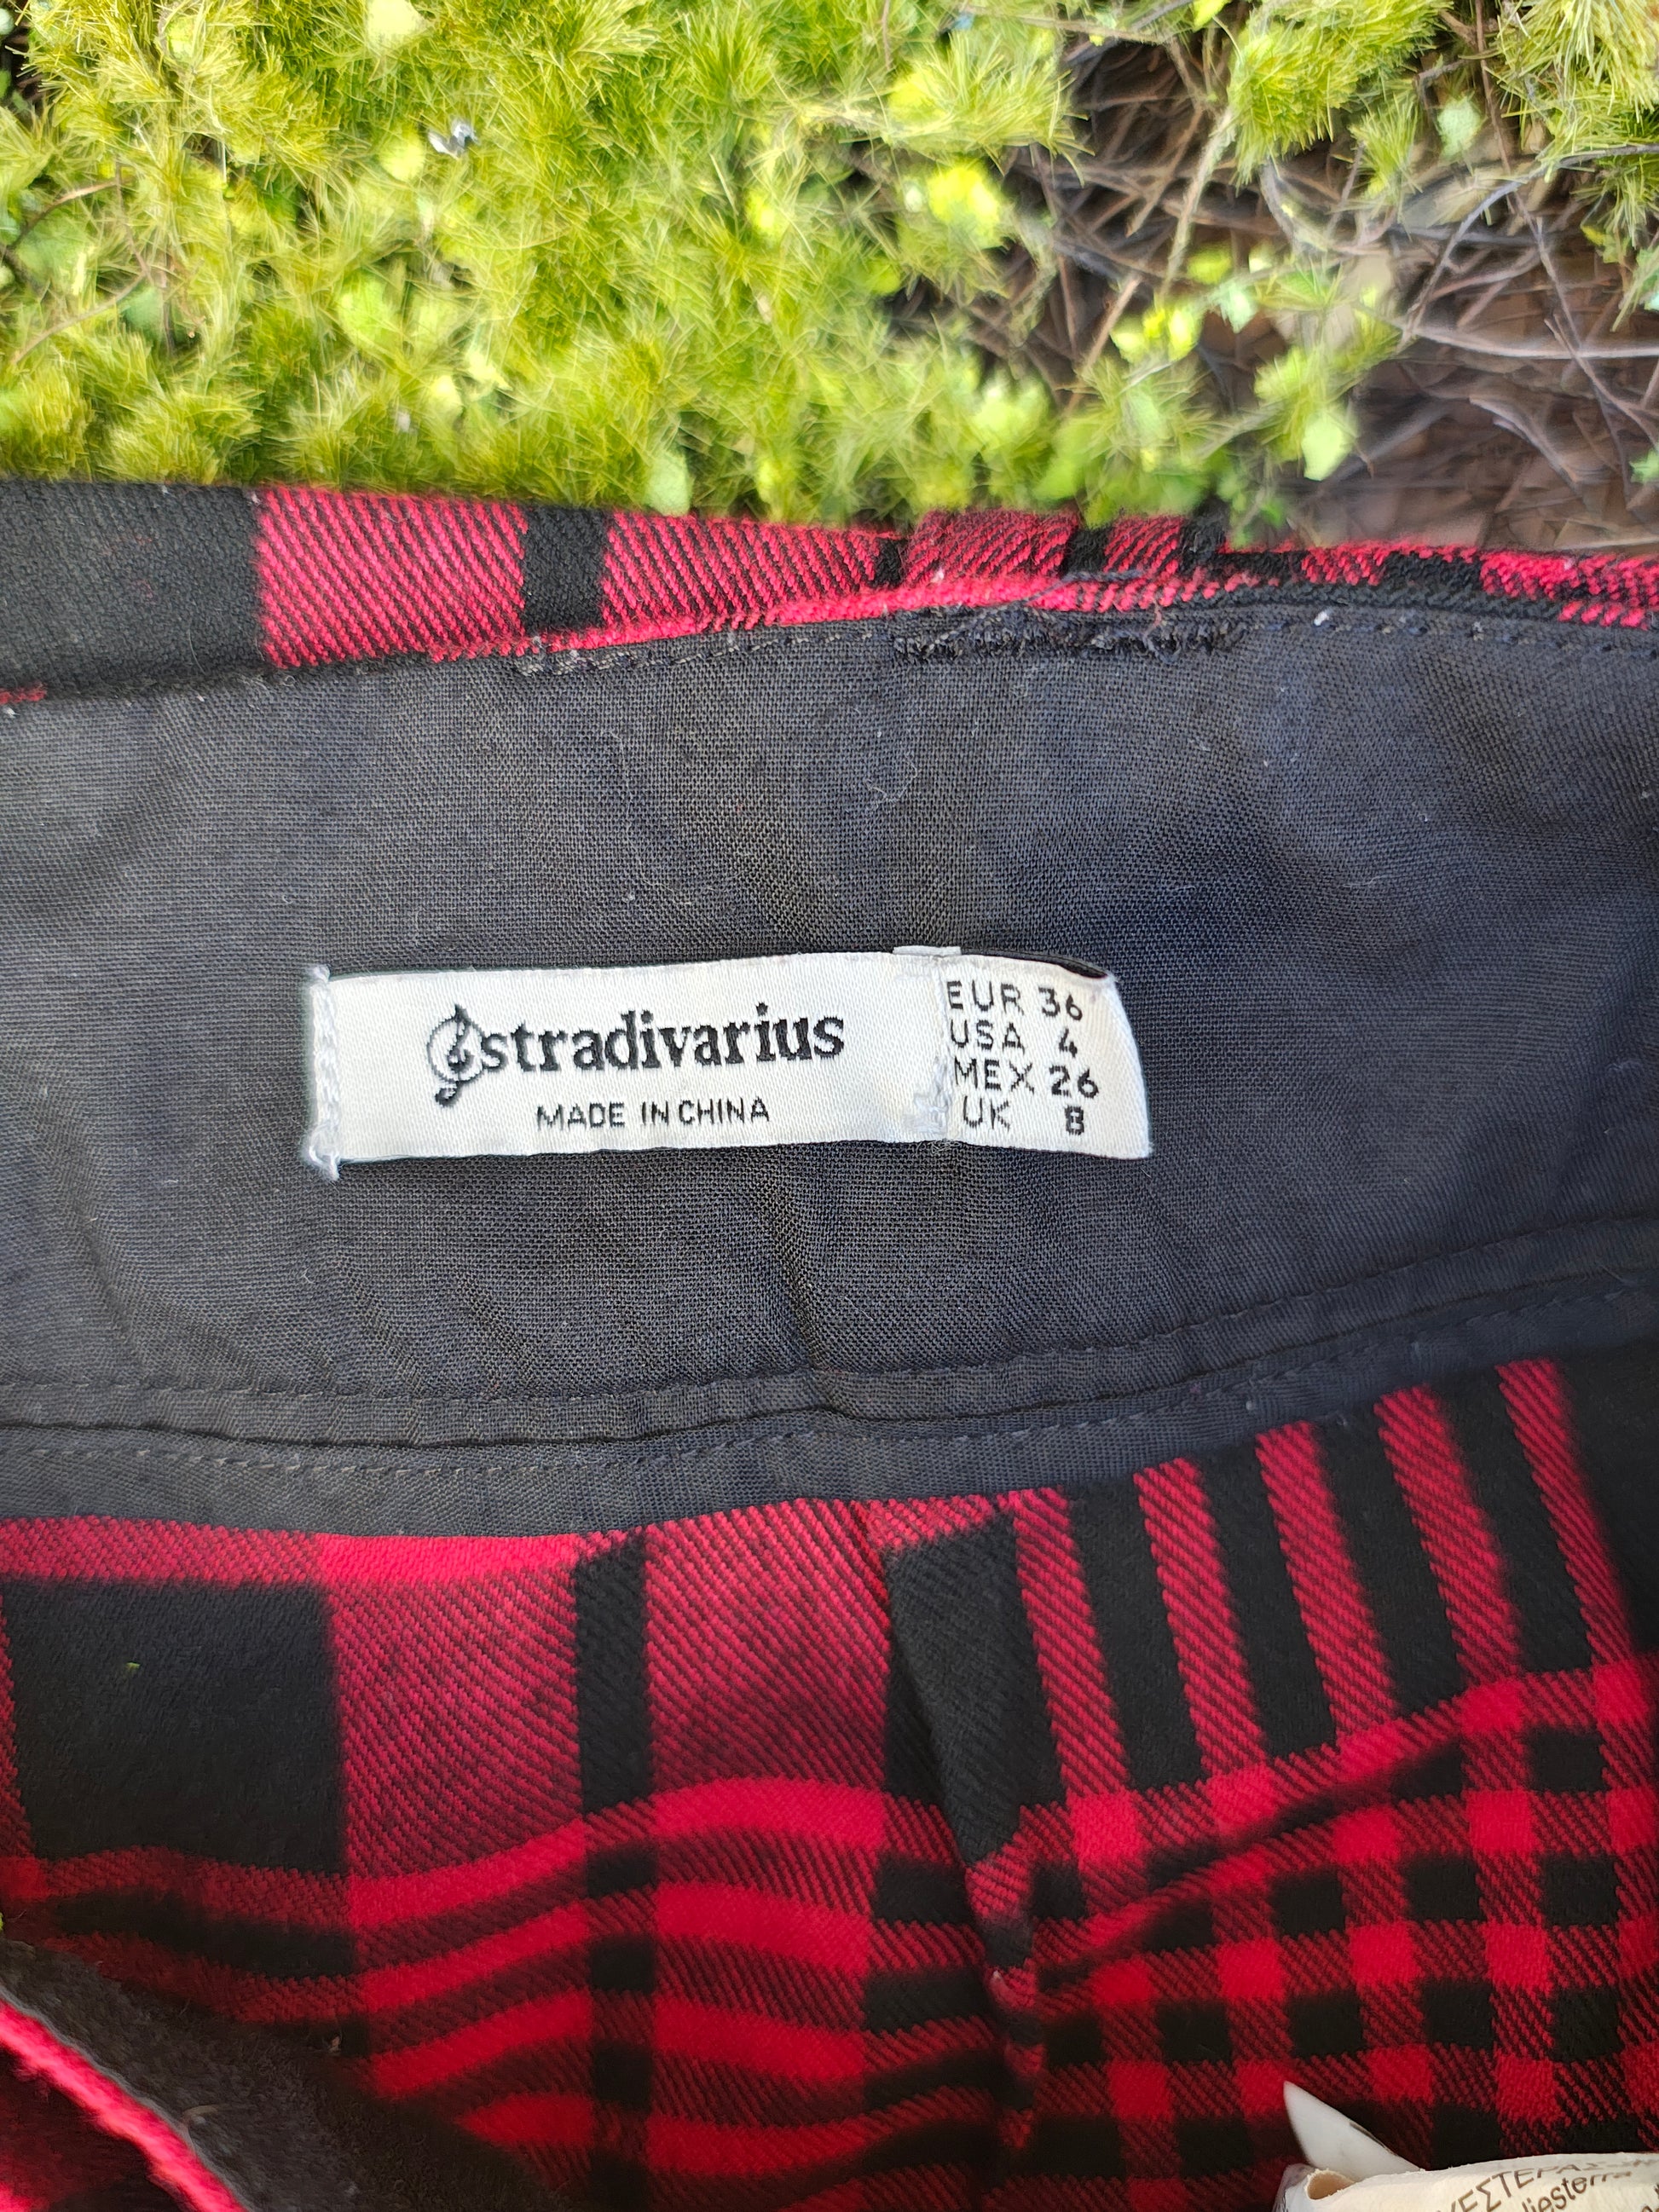 stradivarius
MADE IN CHINA
EUR 36
USA 4
MEX 26
UK 8